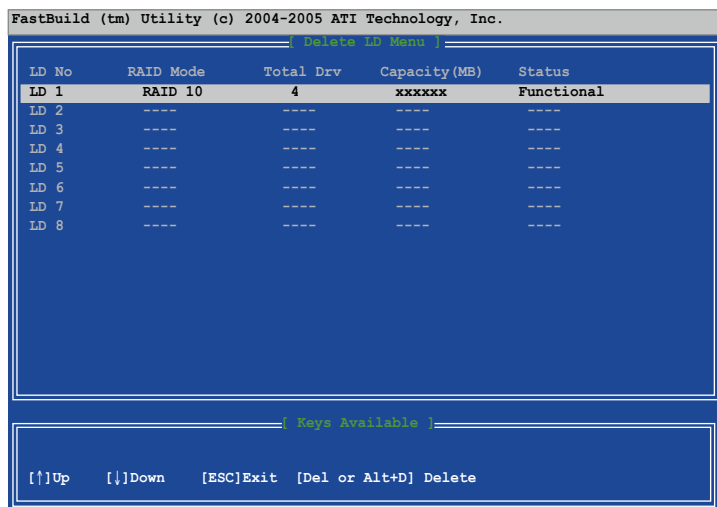 FastBuild (tm) Utility (c) 2004-2005 ATI Technology, Inc.
[ Delete LD Menu ]
LD No RAID Mode Total Drv Capacity(MB) Status
LD 1 RAID 10 4 xxxxxx Functional
LD 2 ---- ---- ---- ----
LD 3 ---- ---- ---- ----
LD 4 ---- ---- ---- ----
LD 5 ---- ---- ---- ----
LD 6 ---- ---- ---- ----
LD 7 ---- ---- ---- ----
LD 8 ---- ---- ---- ----
[ Keys Available ]
[↑]Up [↓]Down [ESC]Exit [Del or Alt+D] Delete